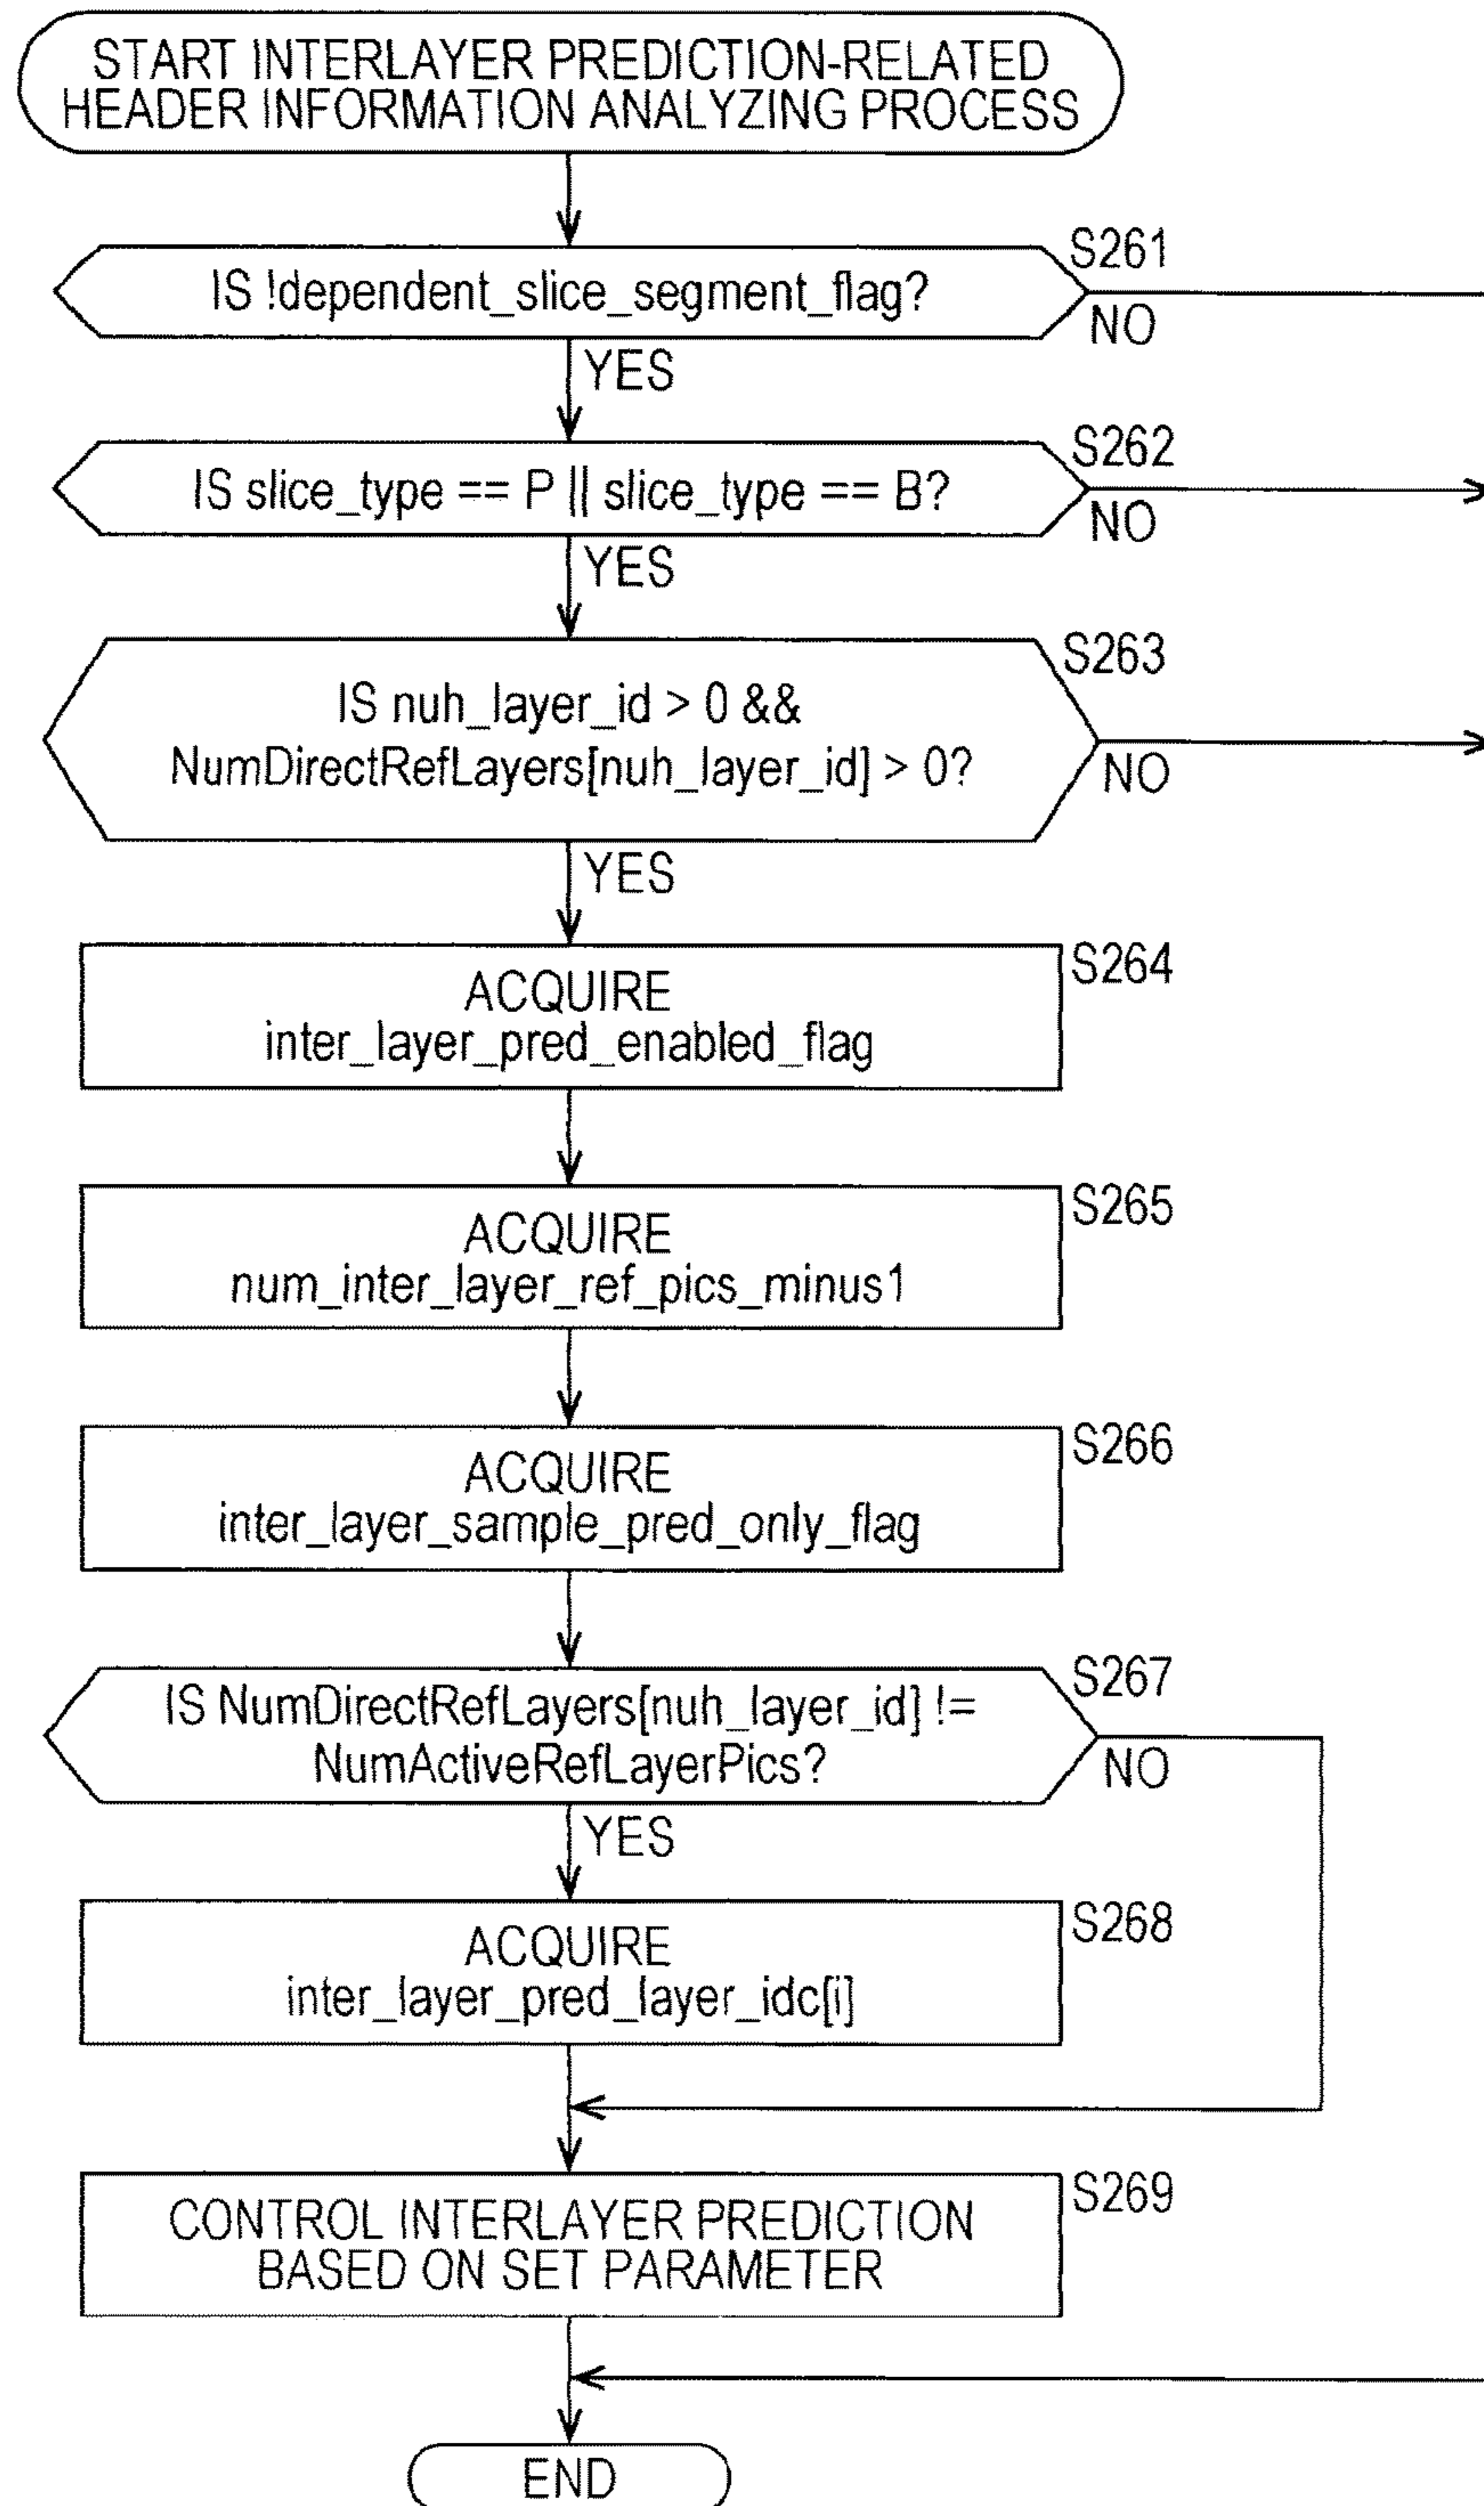 START INTERLAYER PREDICTION-RELATED
HEADER INFORMATION ANALYZING PROCESS
S261
IS !dependent_slice_segment_flag?
NO
YES
S262
IS slice_type == P || slice_type == B?
NO
YES
S263
IS nuh_layer_id > 0 &&
NumDirectRefLayers[nuh_layer_id] > 0?
NO
YES
S264
ACQUIRE
inter_layer_pred_enabled_flag
S265
ACQUIRE
num_inter_layer_ref_pics_minus1
S266
ACQUIRE
inter_layer_sample_pred_only_flag
S267
IS NumDirectRefLayers[nuh_layer_id] !=
NumActiveRefLayerPics?
NO
YES
S268
ACQUIRE
inter_layer_pred_layer_idc[i]
S269
CONTROL INTERLAYER PREDICTION
BASED ON SET PARAMETER
END